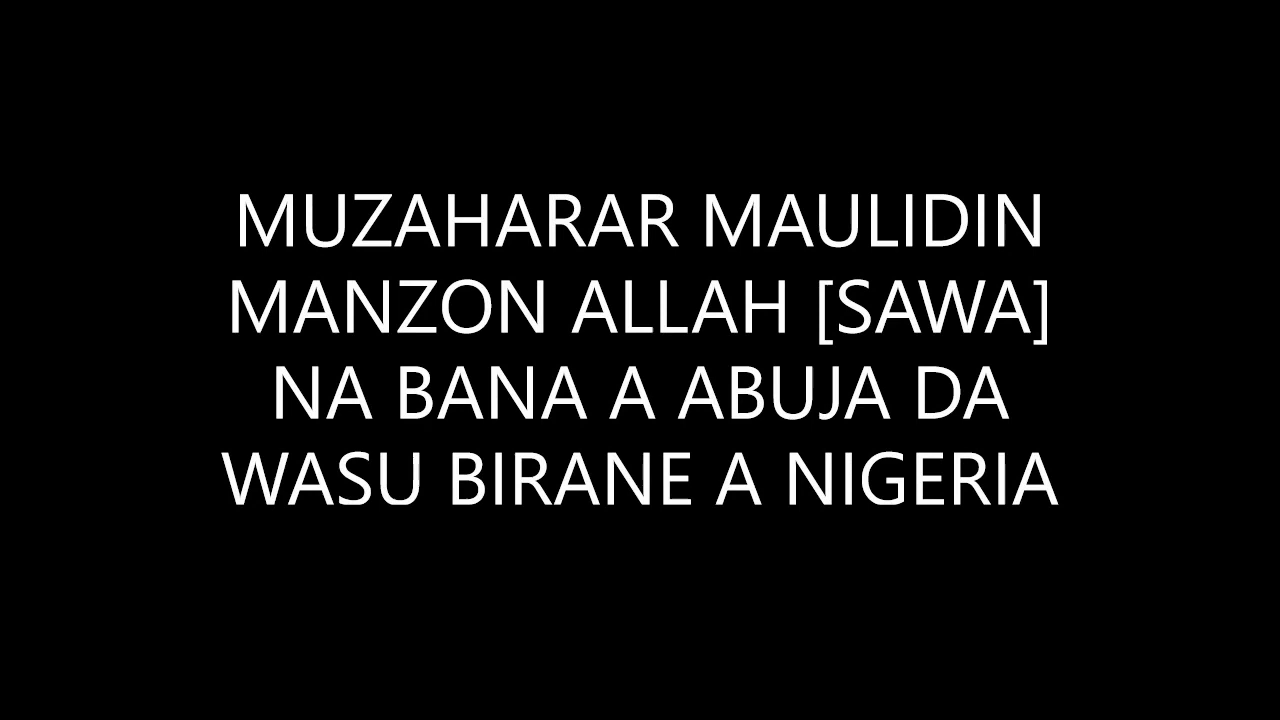 MUZAHARAR MAULIDIN
MANZON ALLAH [SAWA]
NA BANA A ABUJA DA
WASU BIRANE A NIGERIA